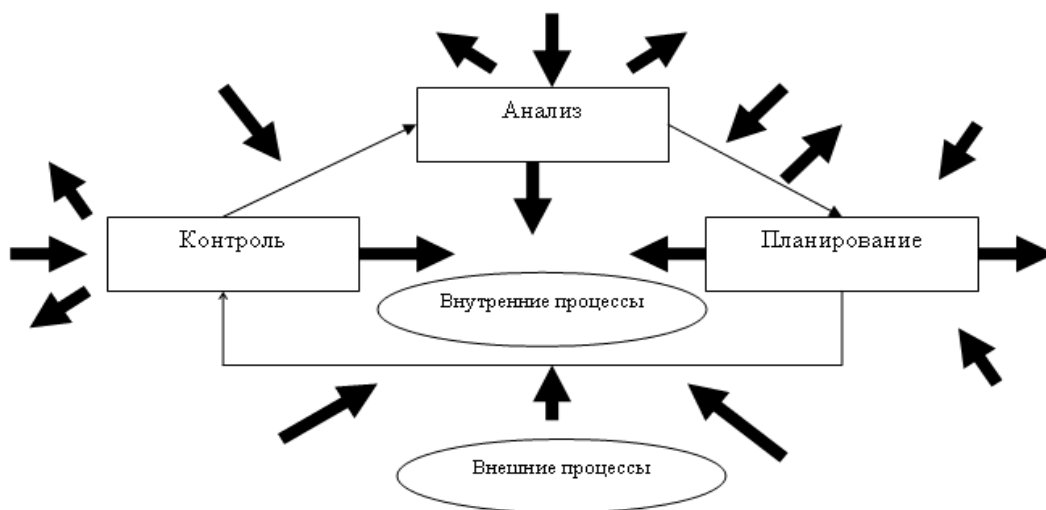 Анализ
Контроль
Планирование
Внутренние процессы
Внешние процессы